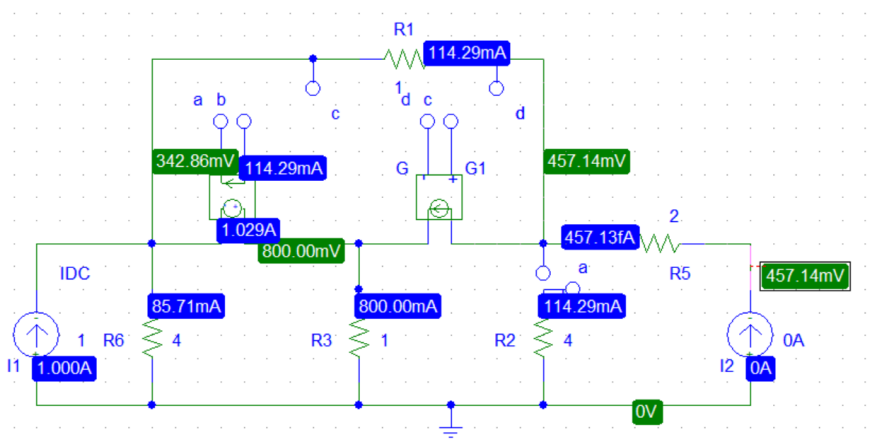 R1
114.29mA
1
a b
c
d c
d
342.86mV
114.29mA
G
G1
457.14mV
1.029A
800.00mV
457.13fA
2
IDC
a
R5
457.14mV
85.71mA
800.00mA
114.29mA
I1
1
R6
4
R3
1
R2
4
I2
0A
1.000A
0A
0V